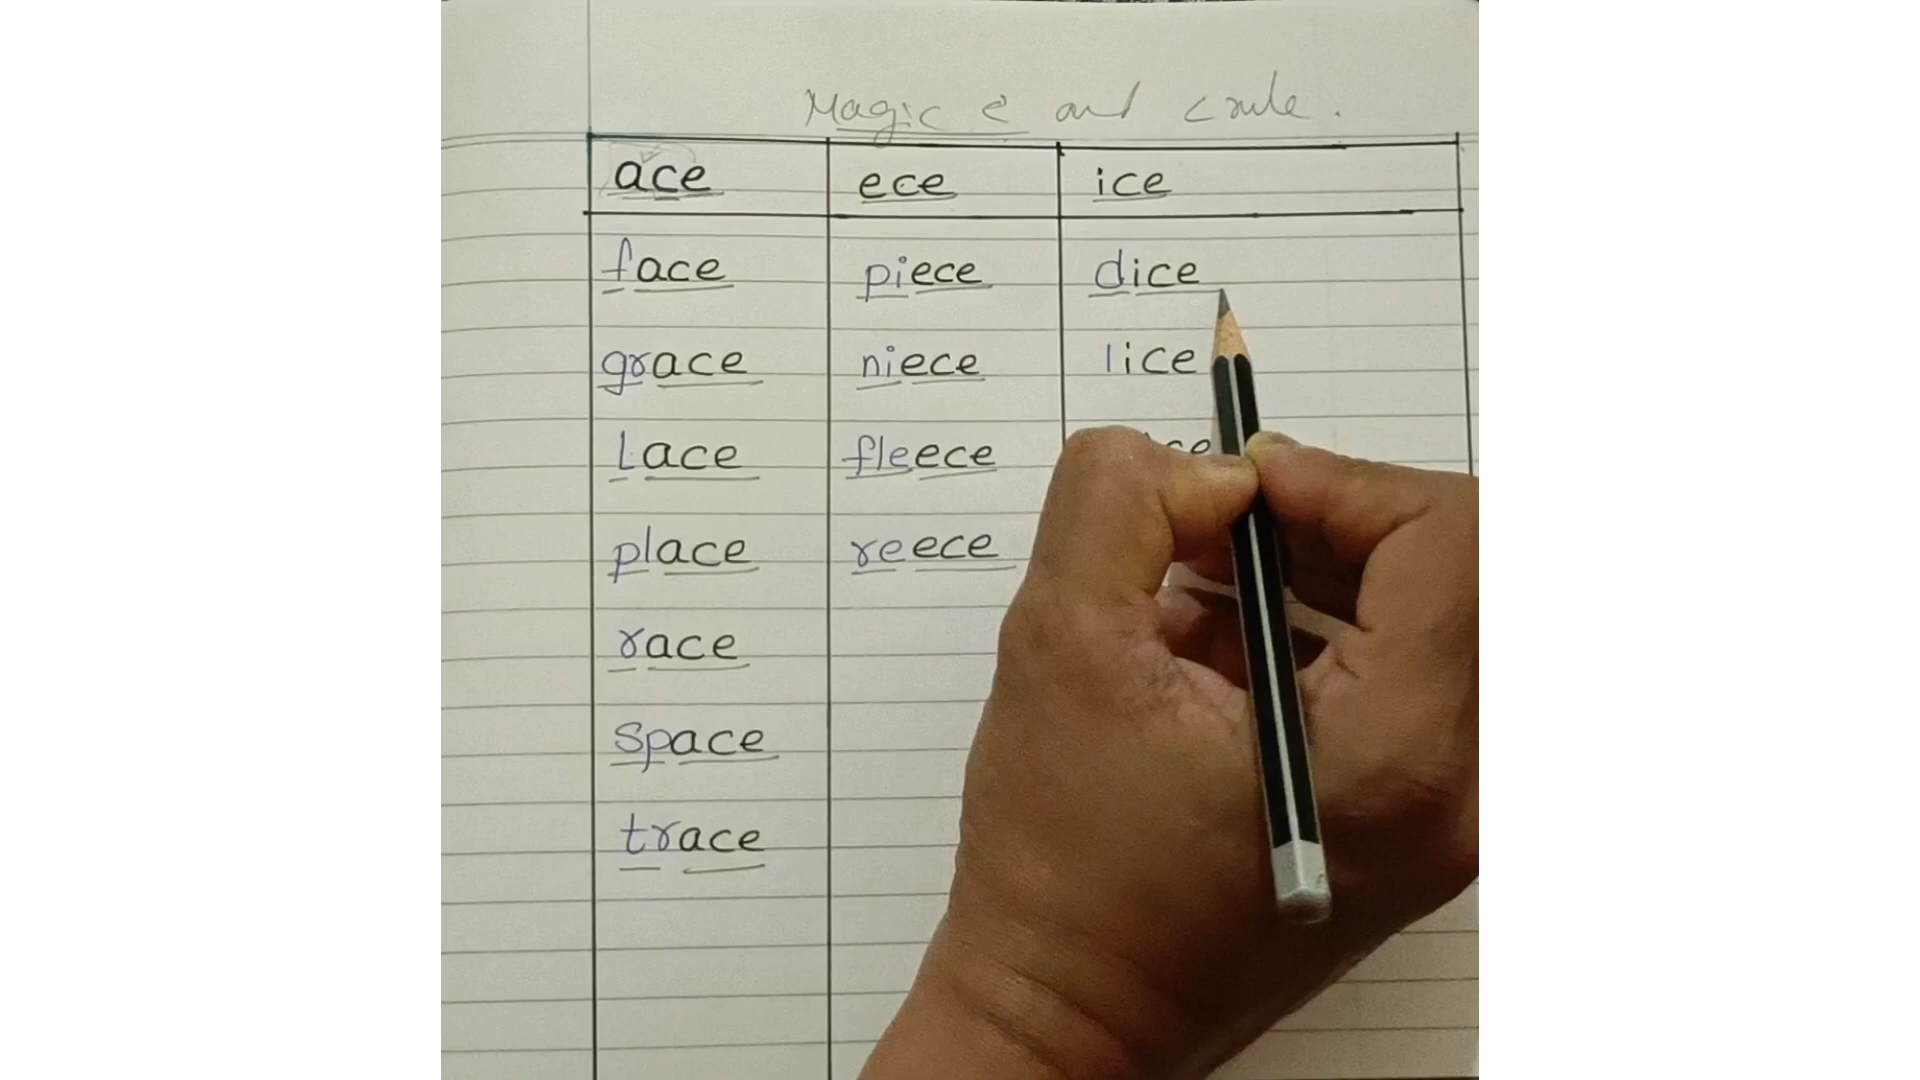 Magic e and c rule.
ace ece ice
face piece dice
grace niece lice
Lace fleece
place reece
race
Space
trace